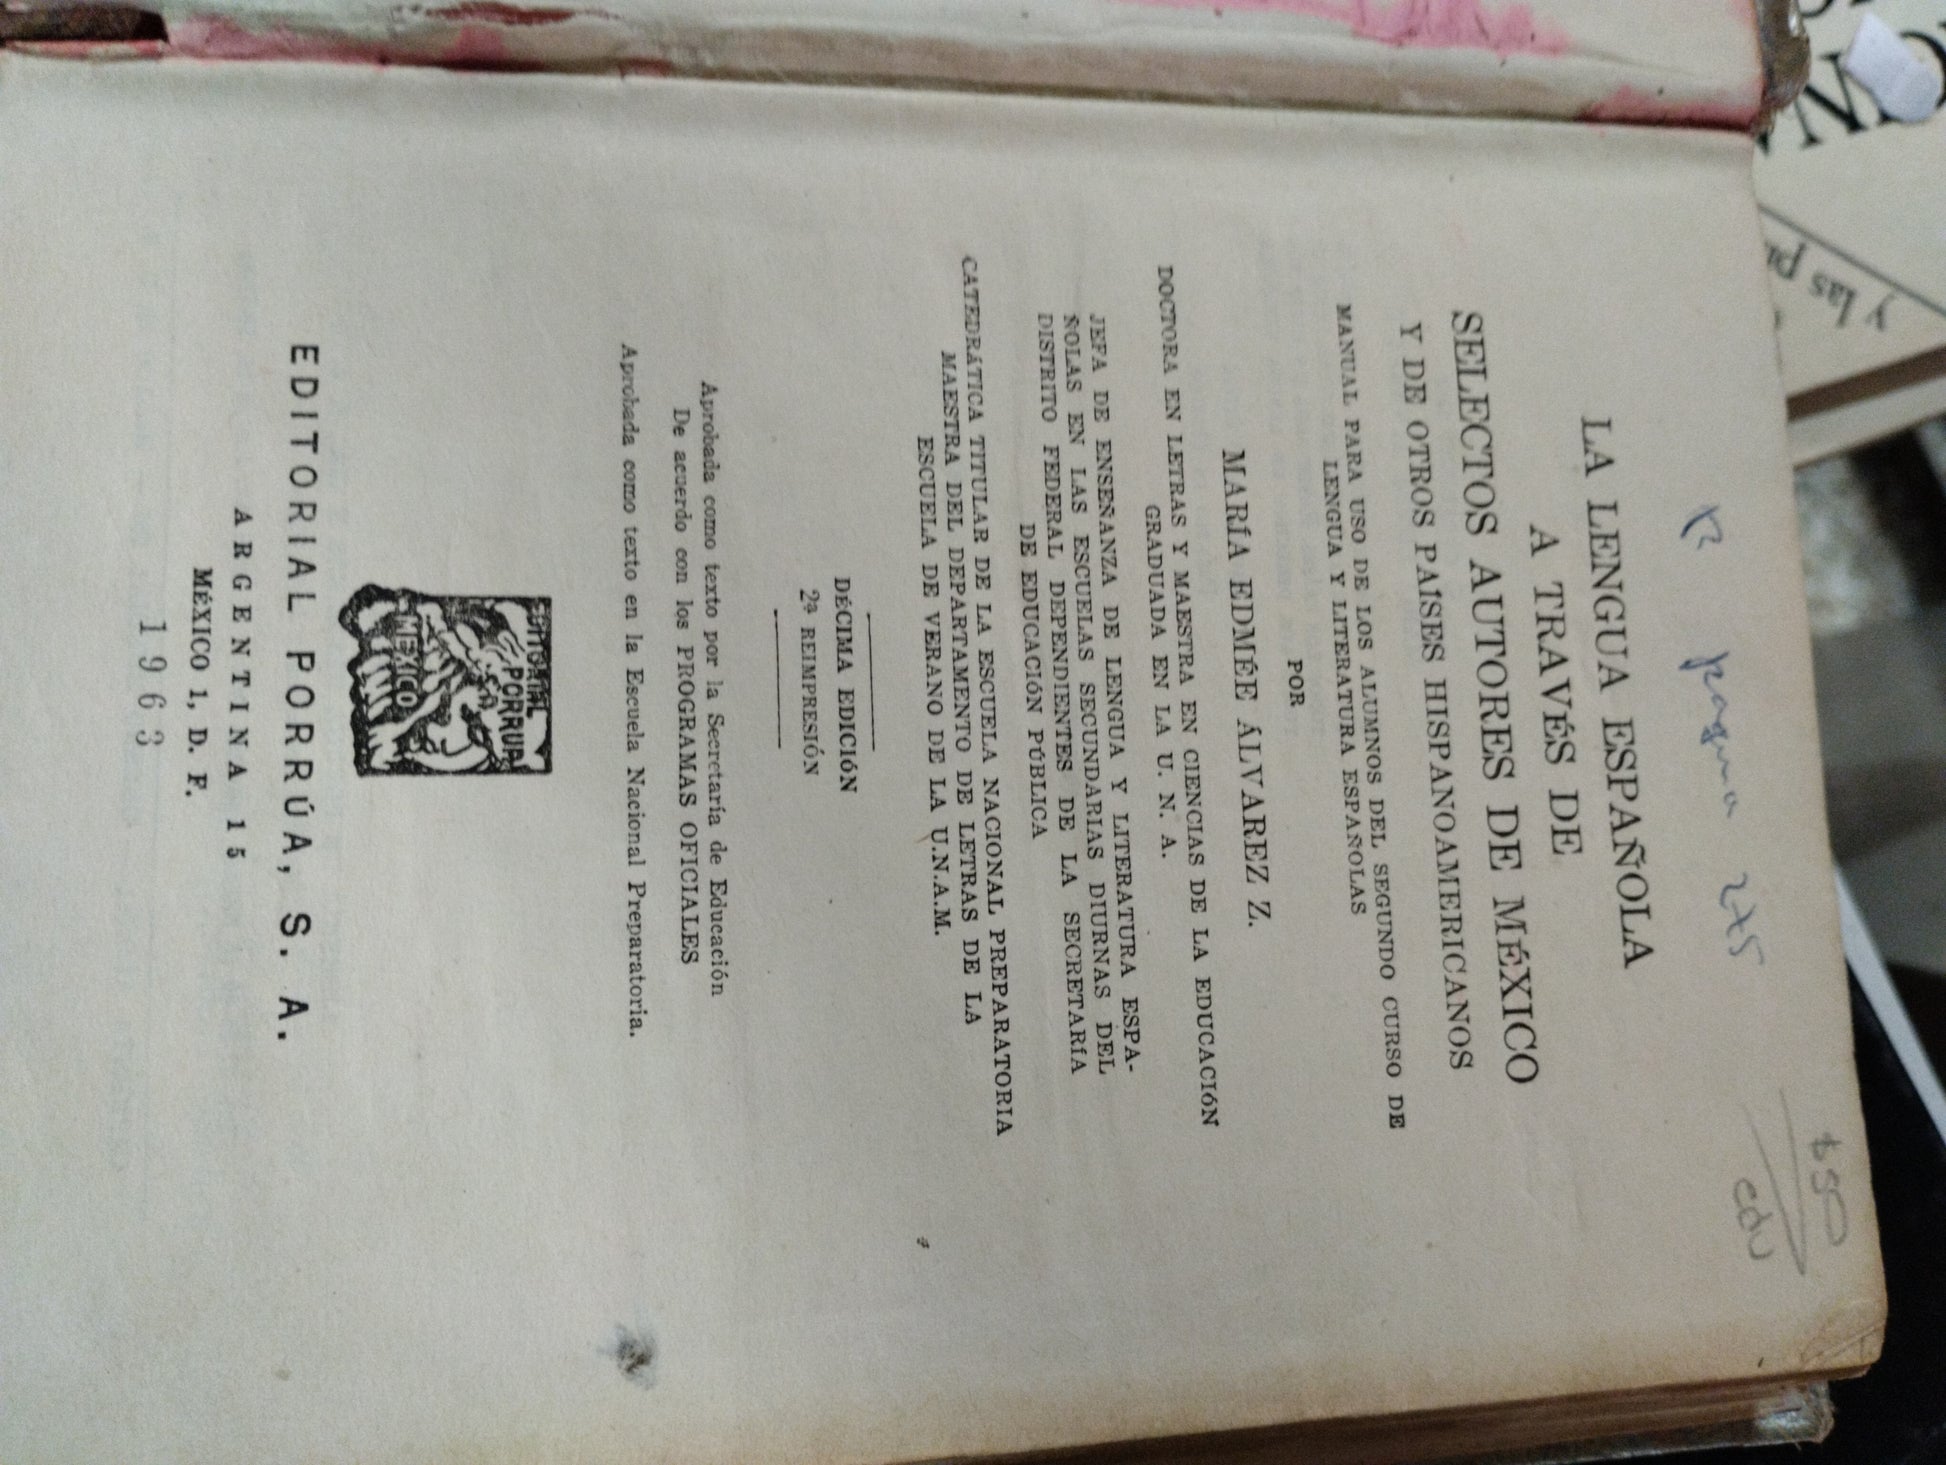 página 275
$80
edu
LA LENGUA ESPAÑOLA
A TRAVÉS DE
SELECTOS AUTORES DE MÉXICO
Y DE OTROS PAÍSES HISPANOAMERICANOS
MANUAL PARA USO DE LOS ALUMNOS DEL SEGUNDO CURSO DE
LENGUA Y LITERATURA ESPAÑOLAS
POR
MARÍA EDMÉE ÁLVAREZ Z.
DOCTORA EN LETRAS Y MAESTRA EN CIENCIAS DE LA EDUCACIÓN
GRADUADA EN LA U. N. A.
JEFA DE ENSEÑANZA DE LENGUA Y LITERATURA ESPA-
ÑOLAS EN LAS ESCUELAS SECUNDARIAS DIURNAS DEL
DISTRITO FEDERAL DEPENDIENTES DE LA SECRETARÍA
DE EDUCACIÓN PÚBLICA
CATEDRÁTICA TITULAR DE LA ESCUELA NACIONAL PREPARATORIA
MAESTRA DEL DEPARTAMENTO DE LETRAS DE LA
ESCUELA DE VERANO DE LA U.N.A.M.
DÉCIMA EDICIÓN
2ª REIMPRESIÓN
Aprobada como texto por la Secretaría de Educación
De acuerdo con los PROGRAMAS OFICIALES
Aprobada como texto en la Escuela Nacional Preparatoria.
EDITORIAL
PORRUA
MEXICO
EDITORIAL PORRÚA, S. A.
ARGENTINA 15
MÉXICO 1, D. F.
1963
y las pu